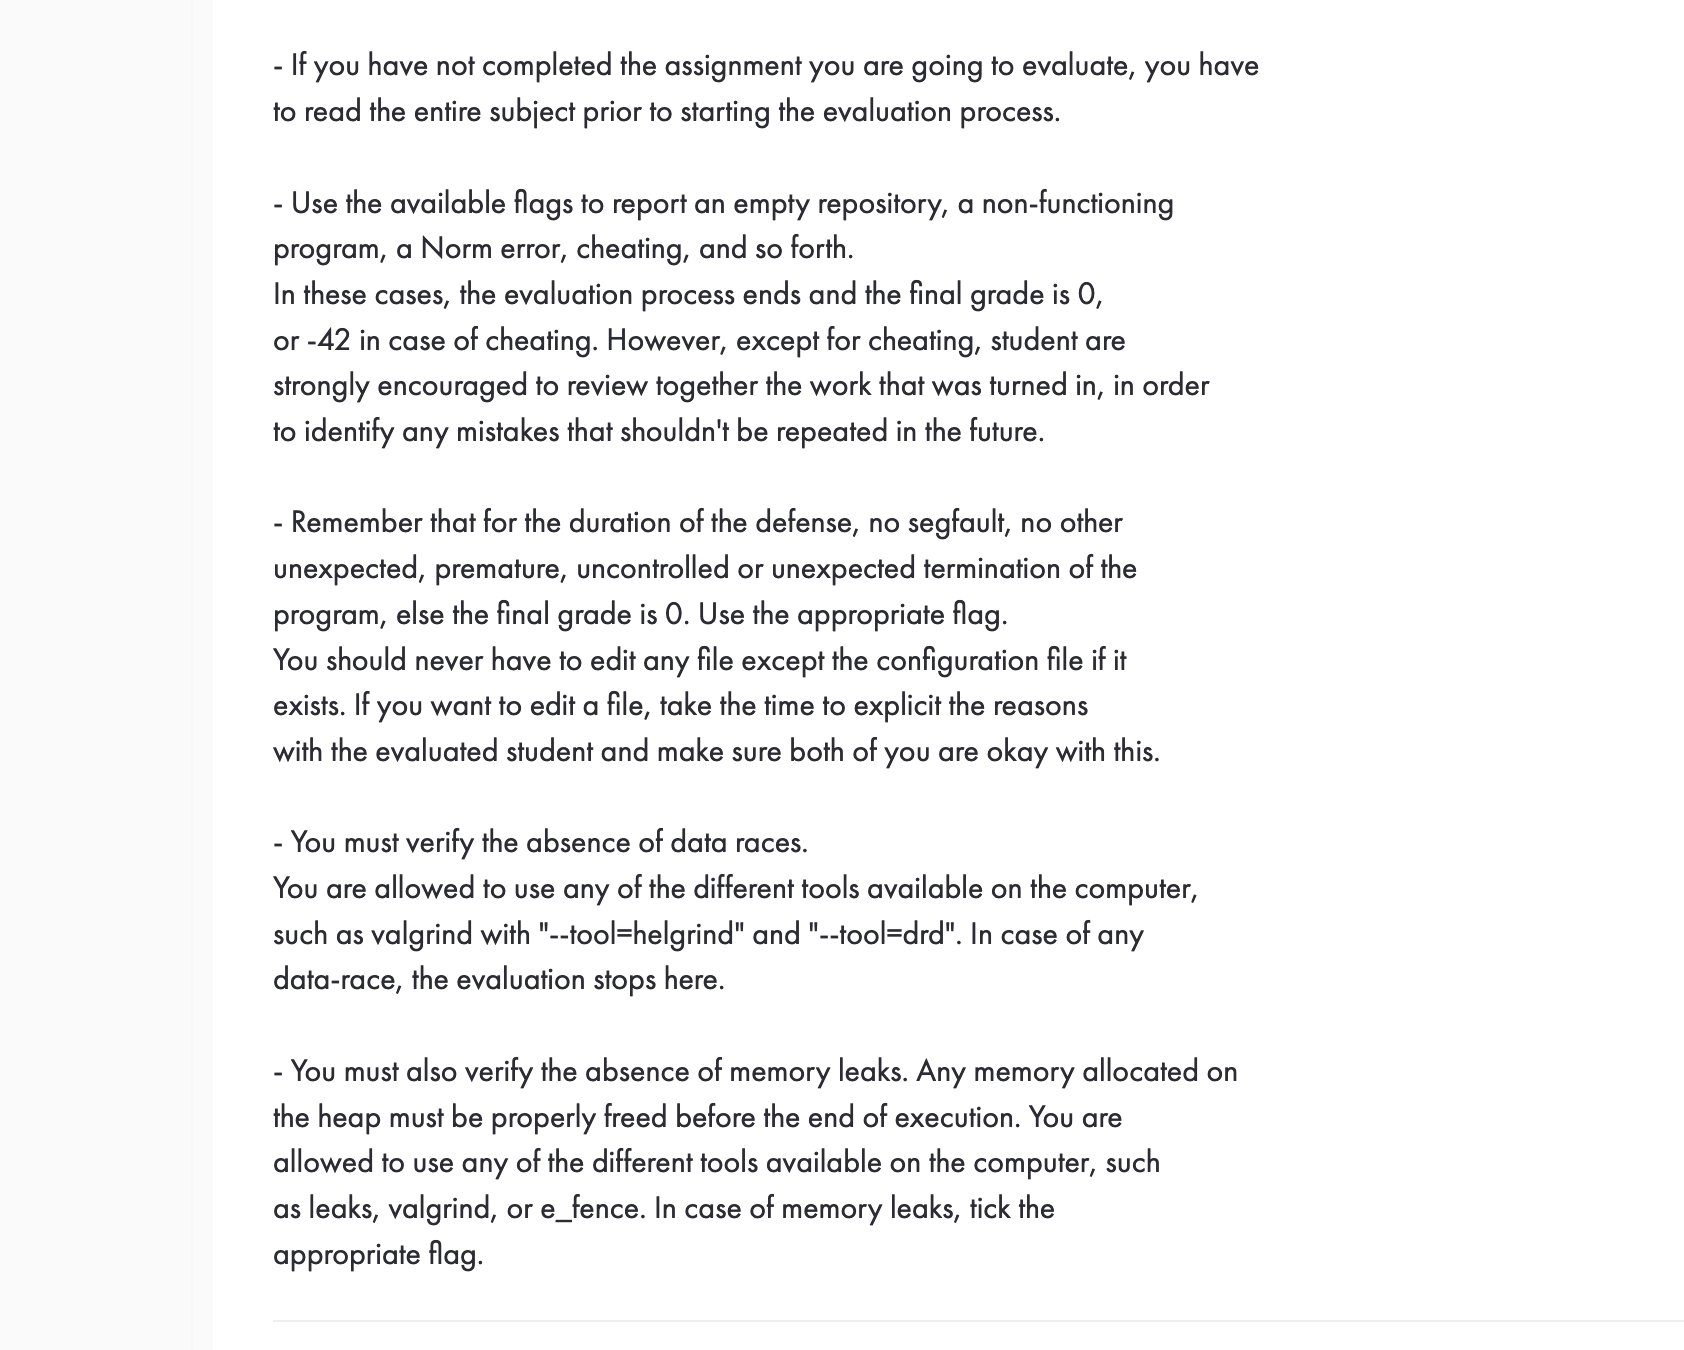 - If you have not completed the assignment you are going to evaluate, you have
to read the entire subject prior to starting the evaluation process.
- Use the available flags to report an empty repository, a non-functioning
program, a Norm error, cheating, and so forth.
In these cases, the evaluation process ends and the final grade is 0,
or -42 in case of cheating. However, except for cheating, student are
strongly encouraged to review together the work that was turned in, in order
to identify any mistakes that shouldn't be repeated in the future.
- Remember that for the duration of the defense, no segfault, no other
unexpected, premature, uncontrolled or unexpected termination of the
program, else the final grade is 0. Use the appropriate flag.
You should never have to edit any file except the configuration file if it
exists. If you want to edit a file, take the time to explicit the reasons
with the evaluated student and make sure both of you are okay with this.
- You must verify the absence of data races.
You are allowed to use any of the different tools available on the computer,
such as valgrind with "--tool=helgrind" and "--tool=drd". In case of any
data-race, the evaluation stops here.
- You must also verify the absence of memory leaks. Any memory allocated on
the heap must be properly freed before the end of execution. You are
allowed to use any of the different tools available on the computer, such
as leaks, valgrind, or e_fence. In case of memory leaks, tick the
appropriate flag.